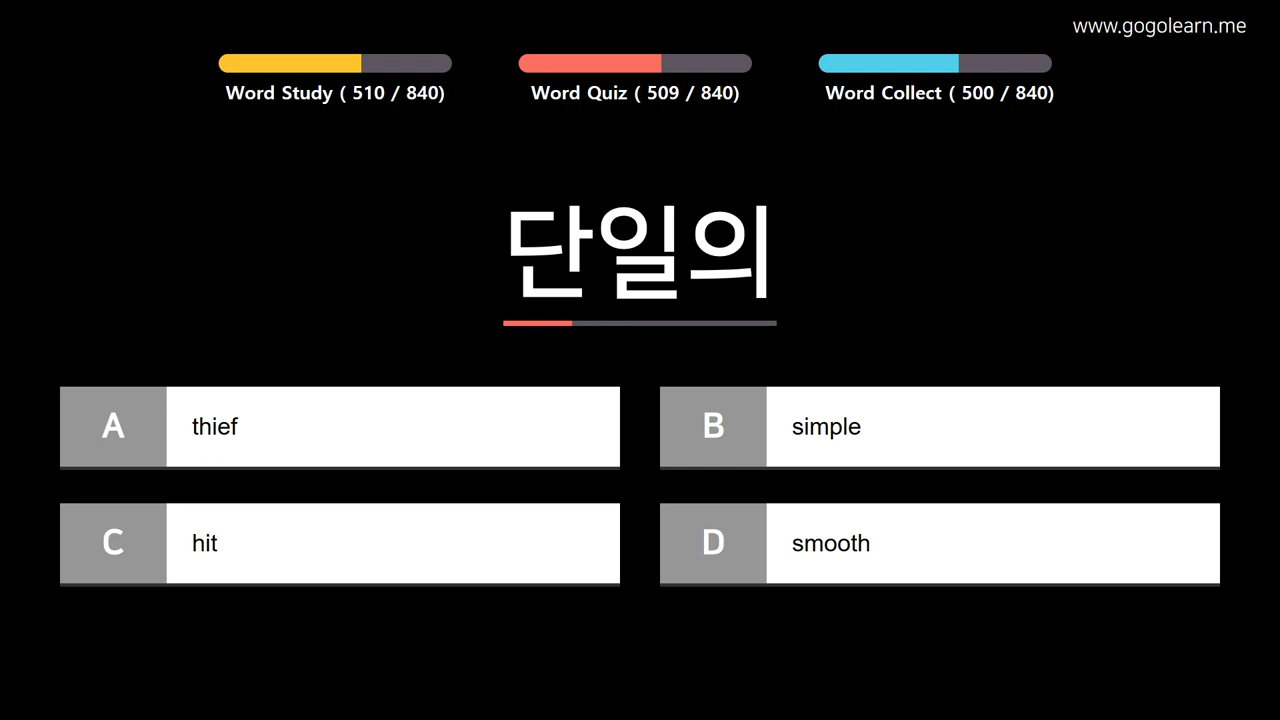 www.gogolearn.me
Word Study ( 510 / 840)
Word Quiz ( 509 / 840)
Word Collect ( 500 / 840)
단일의
A thief
B simple
C hit
D smooth